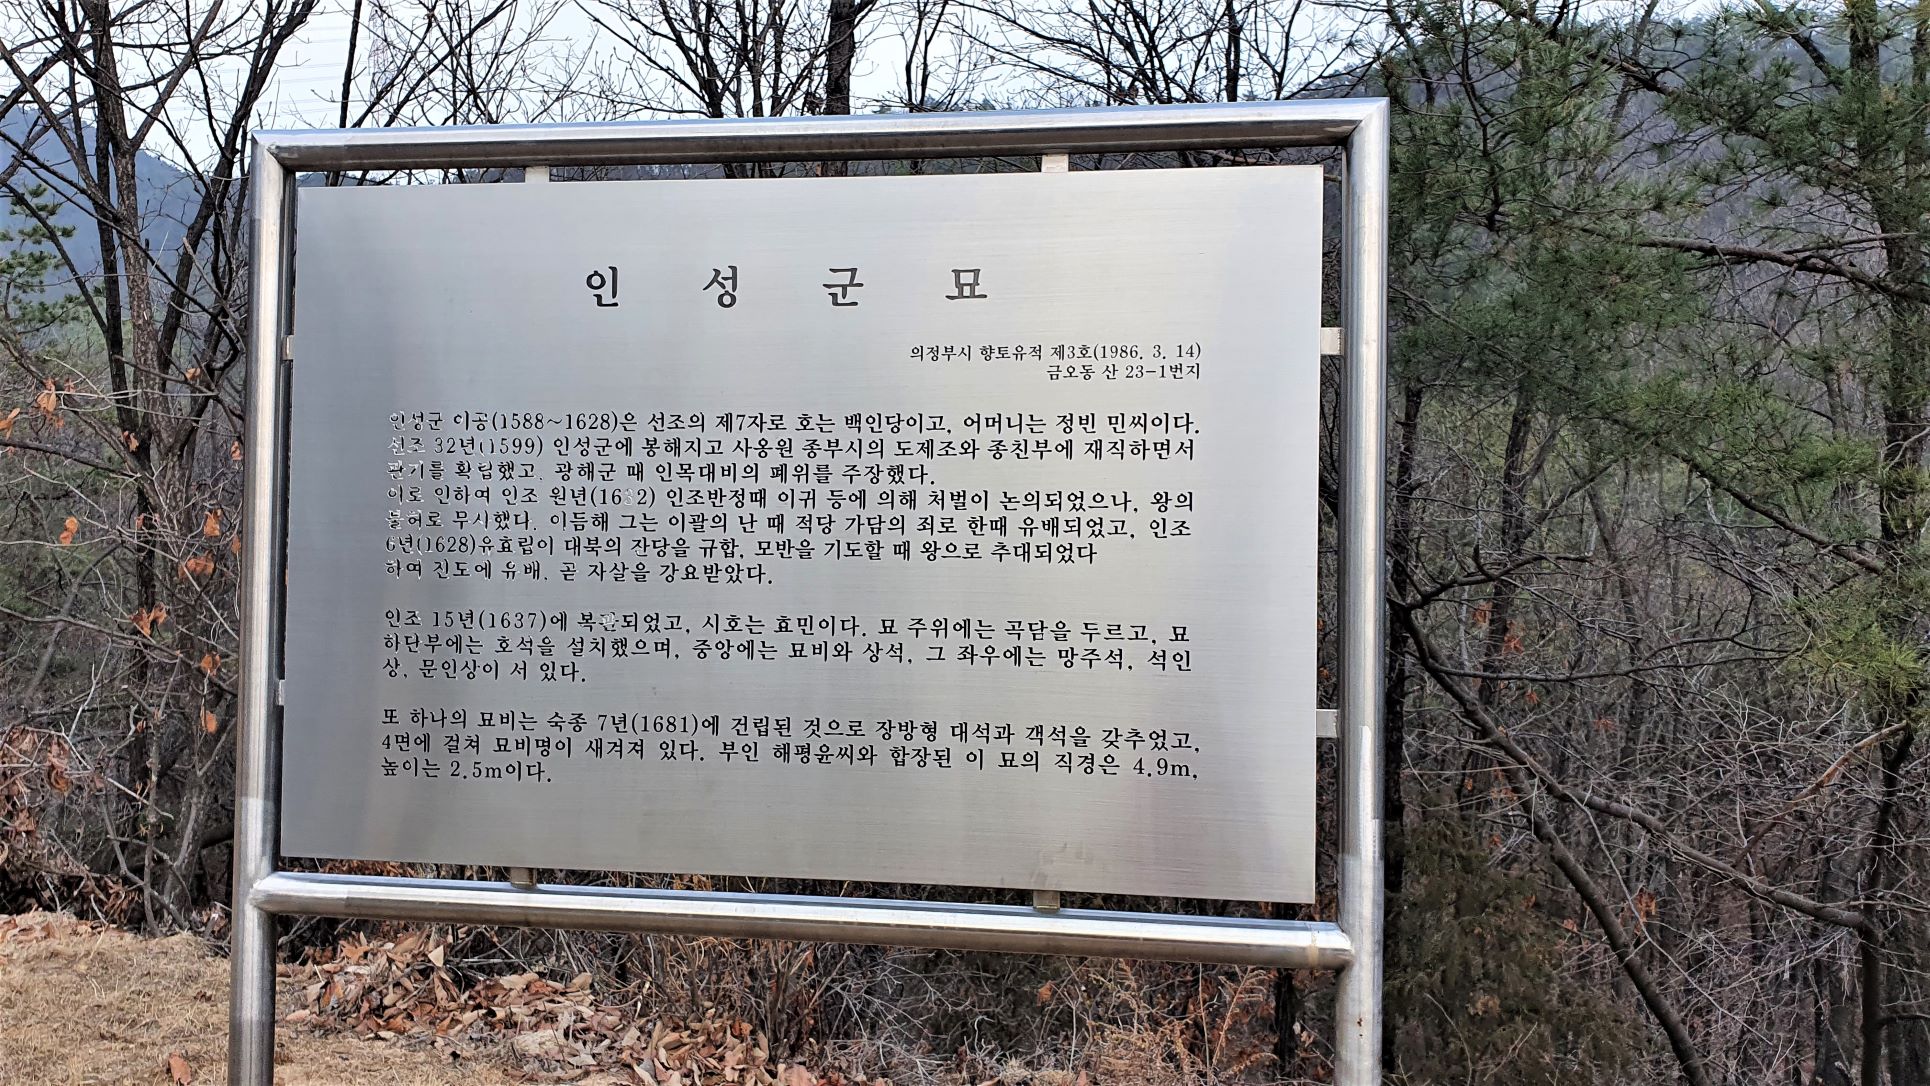 인 성 군 묘
의정부시 향토유적 제3호(1986. 3. 14)
금오동 산 23-1번지
인성군 이공(1588~1628)은 선조의 제7자로 호는 백인당이고, 어머니는 정빈 민씨이다.
선조 32년(1599) 인성군에 봉해지고 사옹원 종부시의 도제조와 종친부에 재직하면서
판기를 확립했고, 광해군 때 인목대비의 폐위를 주장했다.
이로 인하여 인조 원년 인조반정때 이귀 등에 의해 처벌이 논의되었으나, 왕의
불허로 무사했다. 이듬해 그는 이괄의 난 때 적당 가담의 죄로 한때 유배되었고, 인조
6년(1628)유효립이 대북의 잔당을 규합, 모반을 기도할 때 왕으로 추대되었다
하여 진도에 유배, 곧 자살을 강요받았다.
인조 15년(1637)에 복관되었고, 시호는 효민이다. 묘 주위에는 곡담을 두르고, 묘
하단부에는 호석을 설치했으며, 중앙에는 묘비와 상석, 그 좌우에는 망주석, 석인
상, 문인상이 서 있다.
또 하나의 묘비는 숙종 7년(1681)에 건립된 것으로 장방형 대석과 객석을 갖추었고,
4면에 걸쳐 묘비명이 새겨져 있다. 부인 해평윤씨와 합장된 이 묘의 직경은 4.9m,
높이는 2.5m이다.